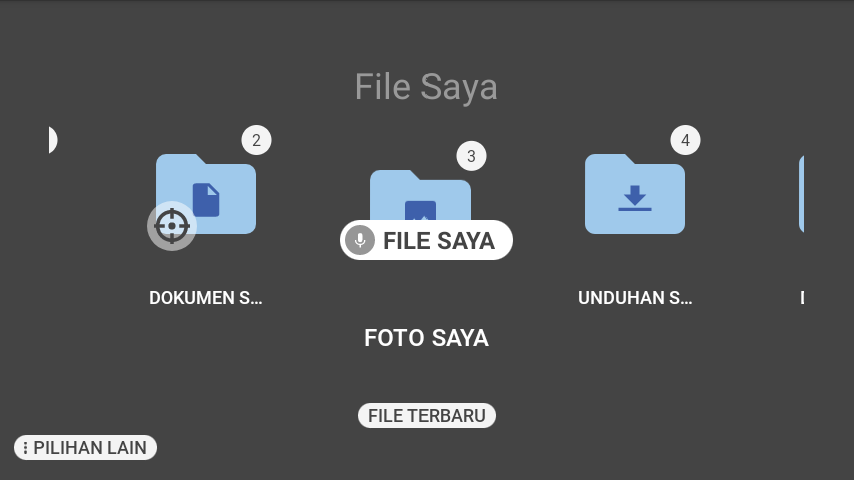 File Saya
2
3
4
FILE SAYA
DOKUMEN S...
UNDUHAN S...
FOTO SAYA
FILE TERBARU
PILIHAN LAIN